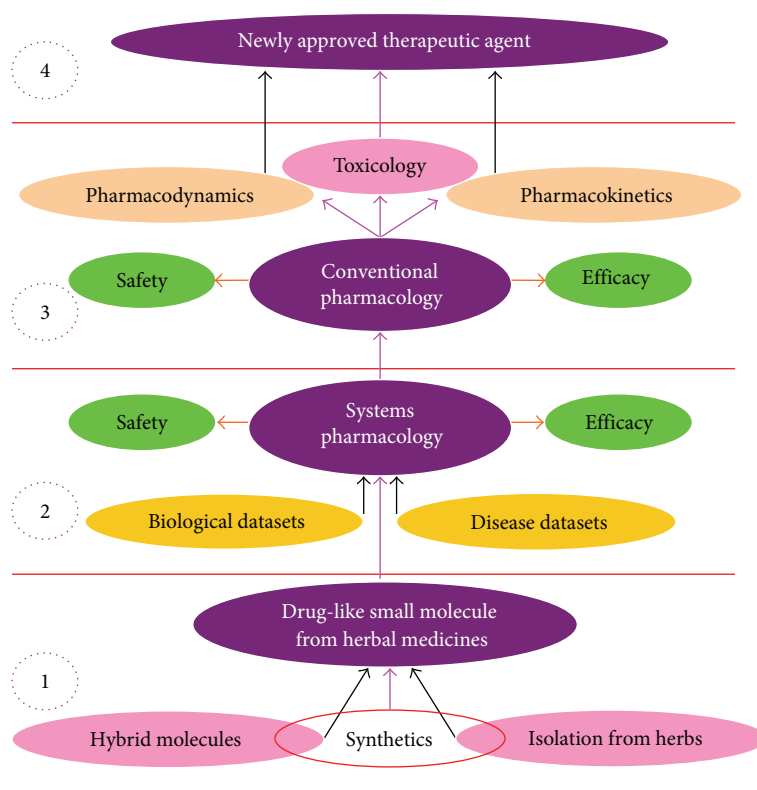 Newly approved therapeutic agent
4
Toxicology
Pharmacodynamics
Pharmacokinetics
Safety
Conventional
pharmacology
Efficacy
3
Safety
Systems
pharmacology
Efficacy
2
Biological datasets
Disease datasets
Drug-like small molecule
from herbal medicines
1
Hybrid molecules
Synthetics
Isolation from herbs